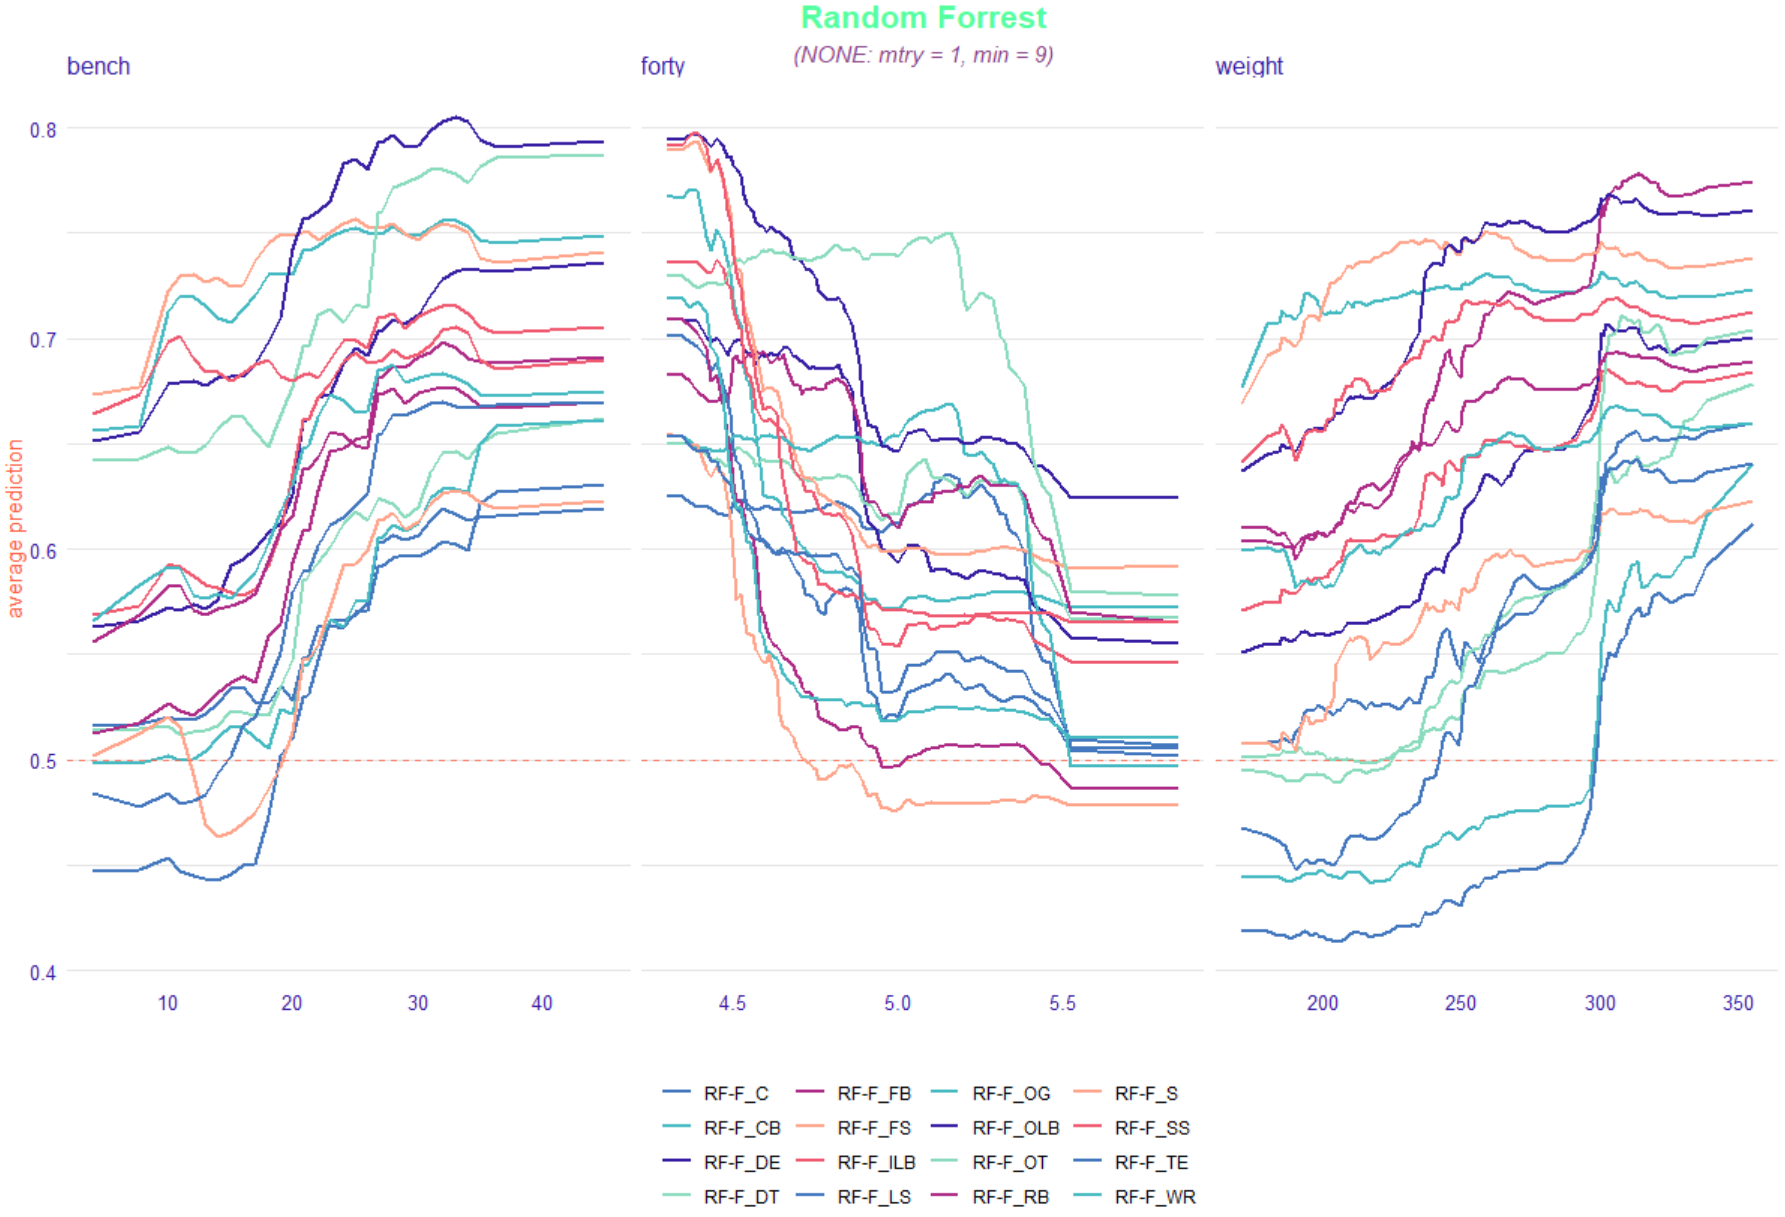 Random Forrest
(NONE: mtry = 1, min = 9)
bench
forty
weight
average prediction
0.8
0.7
0.6
0.5
0.4
10 20 30 40
4.5 5.0 5.5
200 250 300 350
RF-F_C RF-F_FB RF-F_OG RF-F_S
RF-F_CB RF-F_FS RF-F_OLB RF-F_SS
RF-F_DE RF-F_ILB RF-F_OT RF-F_TE
RF-F_DT RF-F_LS RF-F_RB RF-F_WR